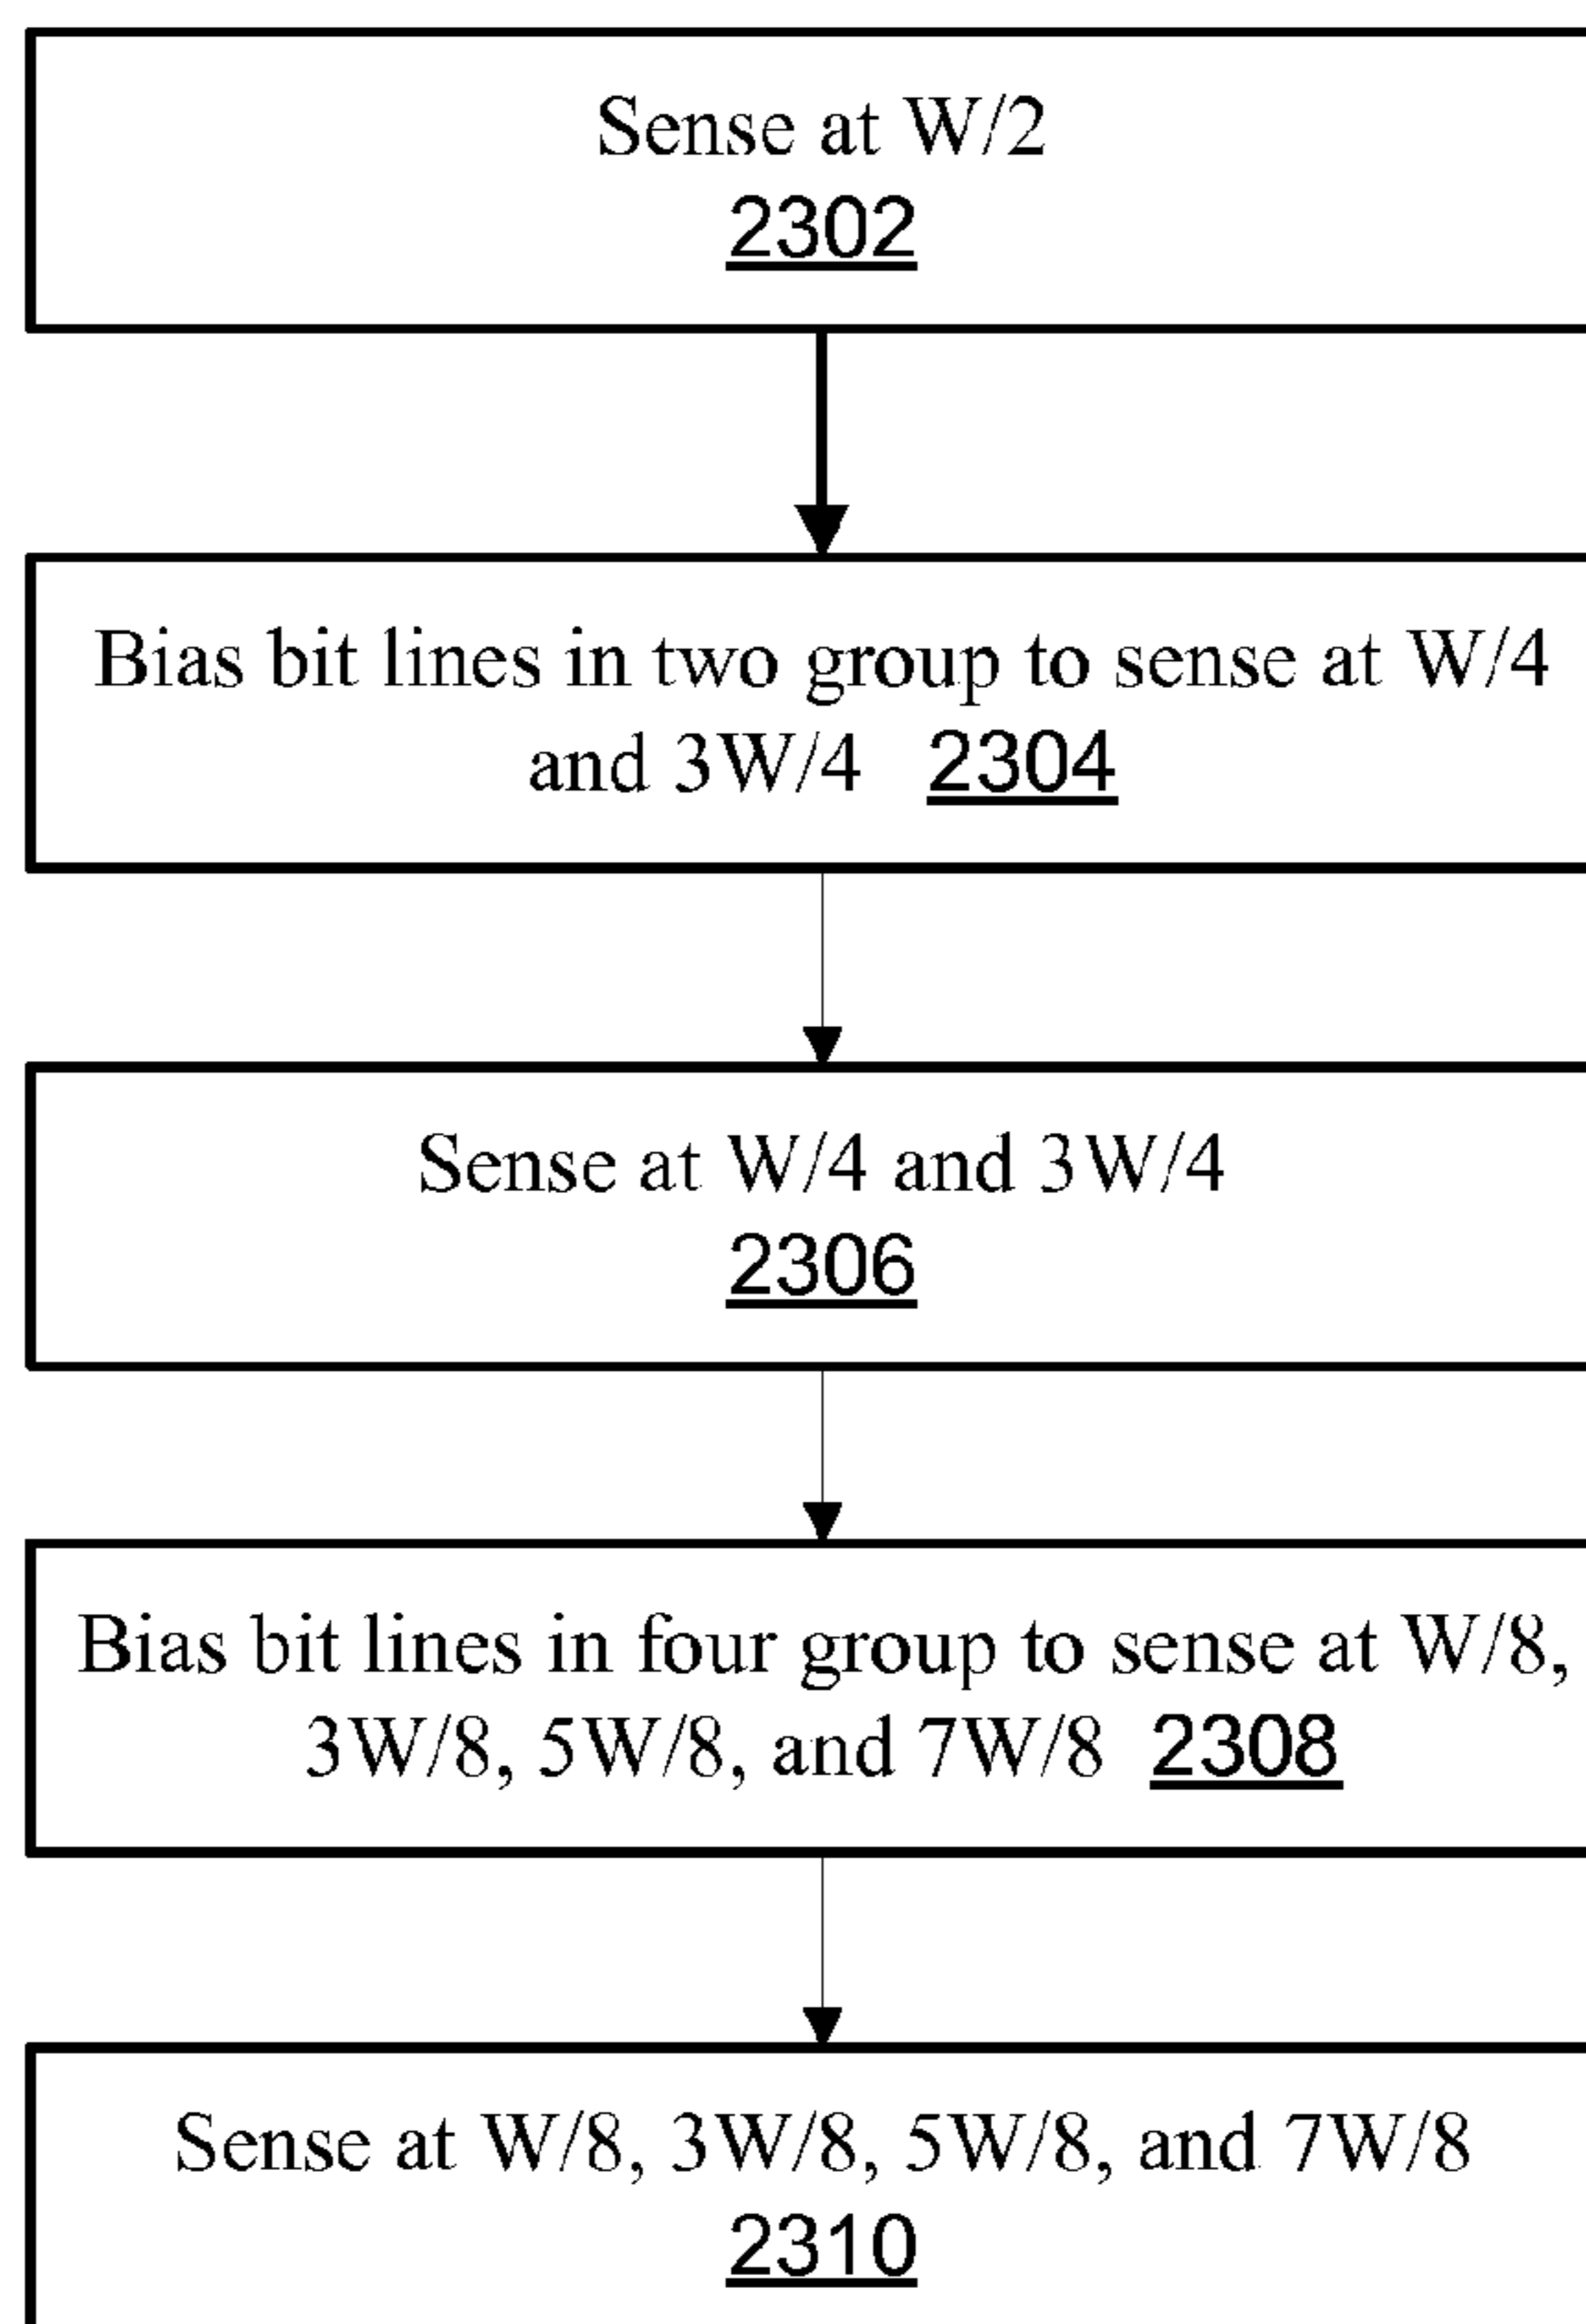 Sense at W/2
2302
Bias bit lines in two group to sense at W/4
and 3W/4 2304
Sense at W/4 and 3W/4
2306
Bias bit lines in four group to sense at W/8,
3W/8, 5W/8, and 7W/8 2308
Sense at W/8, 3W/8, 5W/8, and 7W/8
2310